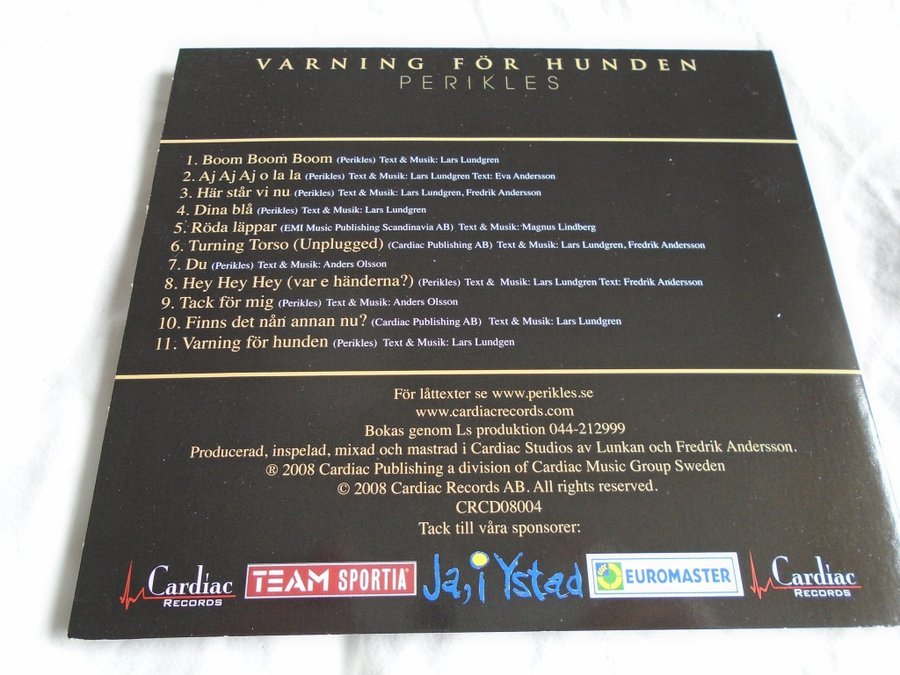 VARNING FÖR HUNDEN
PERIKLES
1. Boom Boom Boom (Perikles) Text & Musik: Lars Lundgren
2. Aj Aj Aj o la la (Perikles) Text & Musik: Lars Lundgren Text: Eva Andersson
3. Här står vi nu (Perikles) Text & Musik: Lars Lundgren, Fredrik Andersson
4. Dina blå (Perikles) Text & Musik: Lars Lundgren
5. Röda läppar (EMI Music Publishing Scandinavia AB) Text & Musik: Magnus Lindberg
6. Turning Torso (Unplugged) (Cardiac Publishing AB) Text & Musik: Lars Lundgren, Fredrik Andersson
7. Du (Perikles) Text & Musik: Anders Olsson
8. Hey Hey Hey (var e händerna?) (Perikles) Text & Musik: Lars Lundgren Text: Fredrik Andersson
9. Tack för mig (Perikles) Text & Musik: Anders Olsson
10. Finns det nån annan nu? (Cardiac Publishing AB) Text & Musik: Lars Lundgren
11. Varning för hunden (Perikles) Text & Musik: Lars Lundgen
För låttexter se www.perikles.se
www.cardiacrecords.com
Bokas genom Ls produktion 044-212999
Producerad, inspelad, mixad och mastrad i Cardiac Studios av Lunkan och Fredrik Andersson.
® 2008 Cardiac Publishing a division of Cardiac Music Group Sweden
© 2008 Cardiac Records AB. All rights reserved.
CRCD08004
Tack till våra sponsorer:
Cardiac RECORDS TEAM SPORTIA Ja, i Ystad EUROMASTER Cardiac RECORDS